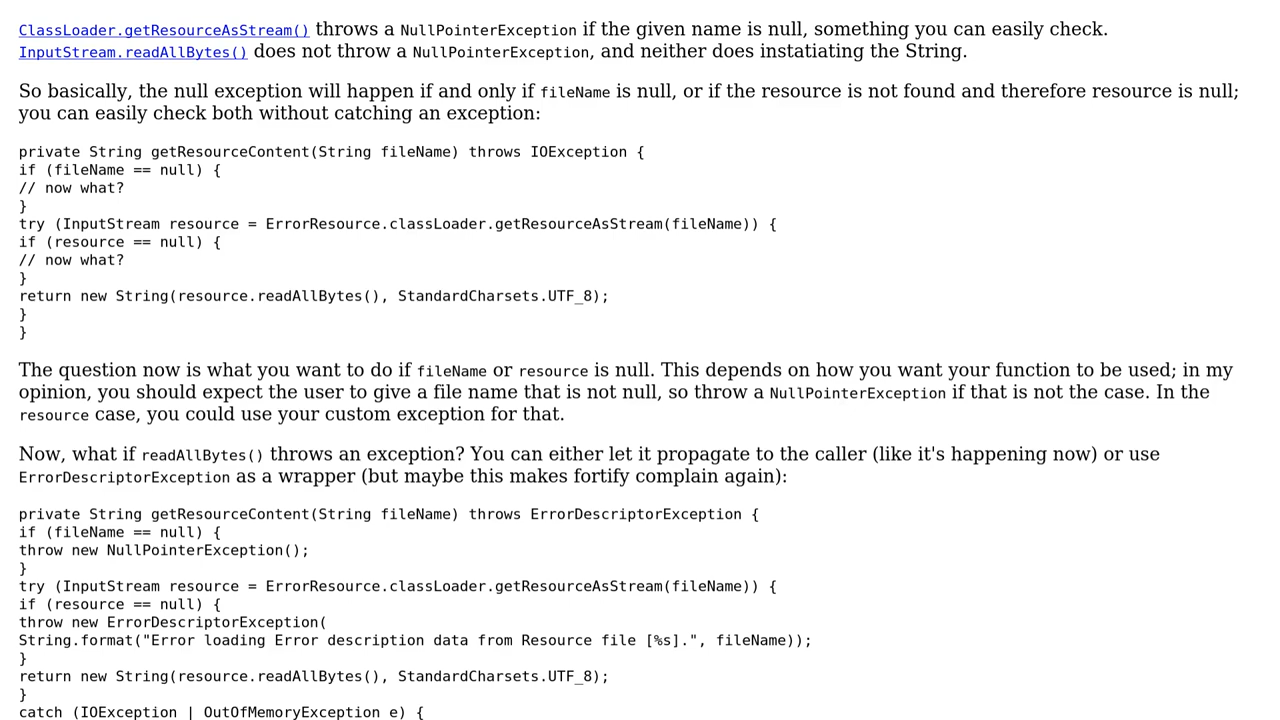 ClassLoader.getResourceAsStream() throws a NullPointerException if the given name is null, something you can easily check.
InputStream.readAllBytes() does not throw a NullPointerException, and neither does instatiating the String.
So basically, the null exception will happen if and only if fileName is null, or if the resource is not found and therefore resource is null;
you can easily check both without catching an exception:
private String getResourceContent(String fileName) throws IOException {
if (fileName == null) {
// now what?
}
try (InputStream resource = ErrorResource.classLoader.getResourceAsStream(fileName)) {
if (resource == null) {
// now what?
}
return new String(resource.readAllBytes(), StandardCharsets.UTF_8);
}
}
The question now is what you want to do if fileName or resource is null. This depends on how you want your function to be used; in my
opinion, you should expect the user to give a file name that is not null, so throw a NullPointerException if that is not the case. In the
resource case, you could use your custom exception for that.
Now, what if readAllBytes() throws an exception? You can either let it propagate to the caller (like it's happening now) or use
ErrorDescriptorException as a wrapper (but maybe this makes fortify complain again):
private String getResourceContent(String fileName) throws ErrorDescriptorException {
if (fileName == null) {
throw new NullPointerException();
}
try (InputStream resource = ErrorResource.classLoader.getResourceAsStream(fileName)) {
if (resource == null) {
throw new ErrorDescriptorException(
String.format("Error loading Error description data from Resource file [%s].", fileName));
}
return new String(resource.readAllBytes(), StandardCharsets.UTF_8);
}
catch (IOException | OutOfMemoryException e) {